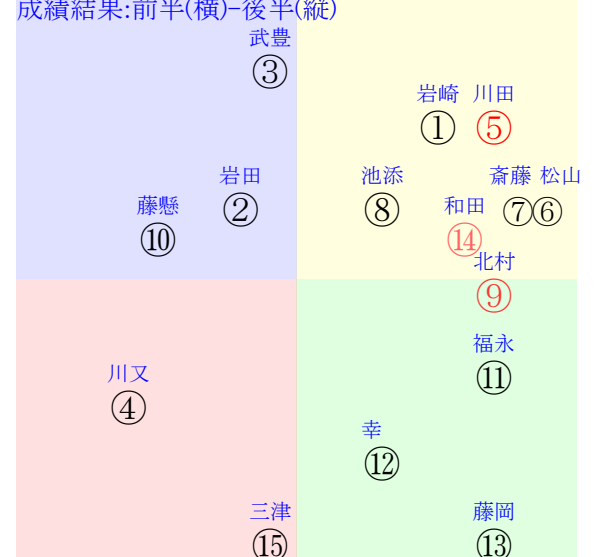 成績結果:前半(横)-後半(縦)
武豊
③
岩崎 川田
① ⑤
岩田 池添 斎藤 松山
② ⑧ ⑦⑥
藤懸 和田
⑩ ⑭
北村
⑨
福永
⑪
川又
④
幸
⑫
三津 藤岡
⑮ ⑬